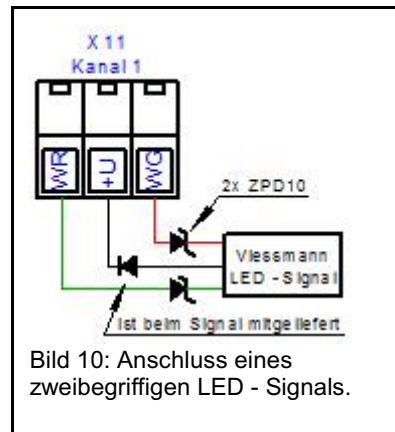 X 11
Kanal 1
WR
+U
WG
2x ZPD10
Viessmann
LED - Signal
Ist beim Signal mitgeliefert
Bild 10: Anschluss eines
zweibegriffigen LED - Signals.